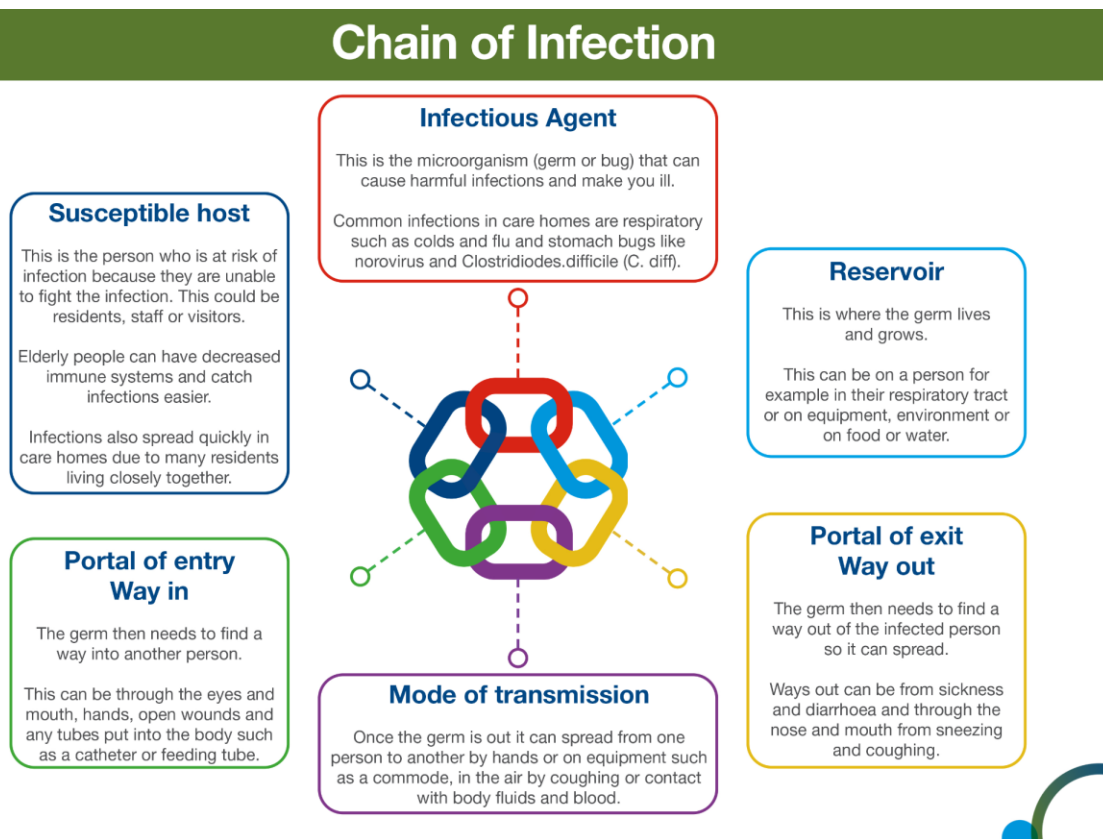 Chain of Infection
Infectious Agent
This is the microorganism (germ or bug) that can
cause harmful infections and make you ill.
Common infections in care homes are respiratory
such as colds and flu and stomach bugs like
norovirus and Clostridiodes.difficile (C. diff).
Reservoir
This is where the germ lives
and grows.
This can be on a person for
example in their respiratory tract
or on equipment, environment or
on food or water.
Portal of exit
Way out
The germ then needs to find a
way out of the infected person
so it can spread.
Ways out can be from sickness
and diarrhoea and through the
nose and mouth from sneezing
and coughing.
Mode of transmission
Once the germ is out it can spread from one
person to another by hands or on equipment such
as a commode, in the air by coughing or contact
with body fluids and blood.
Portal of entry
Way in
The germ then needs to find a
way into another person.
This can be through the eyes and
mouth, hands, open wounds and
any tubes put into the body such
as a catheter or feeding tube.
Susceptible host
This is the person who is at risk of
infection because they are unable
to fight the infection. This could be
residents, staff or visitors.
Elderly people can have decreased
immune systems and catch
infections easier.
Infections also spread quickly in
care homes due to many residents
living closely together.